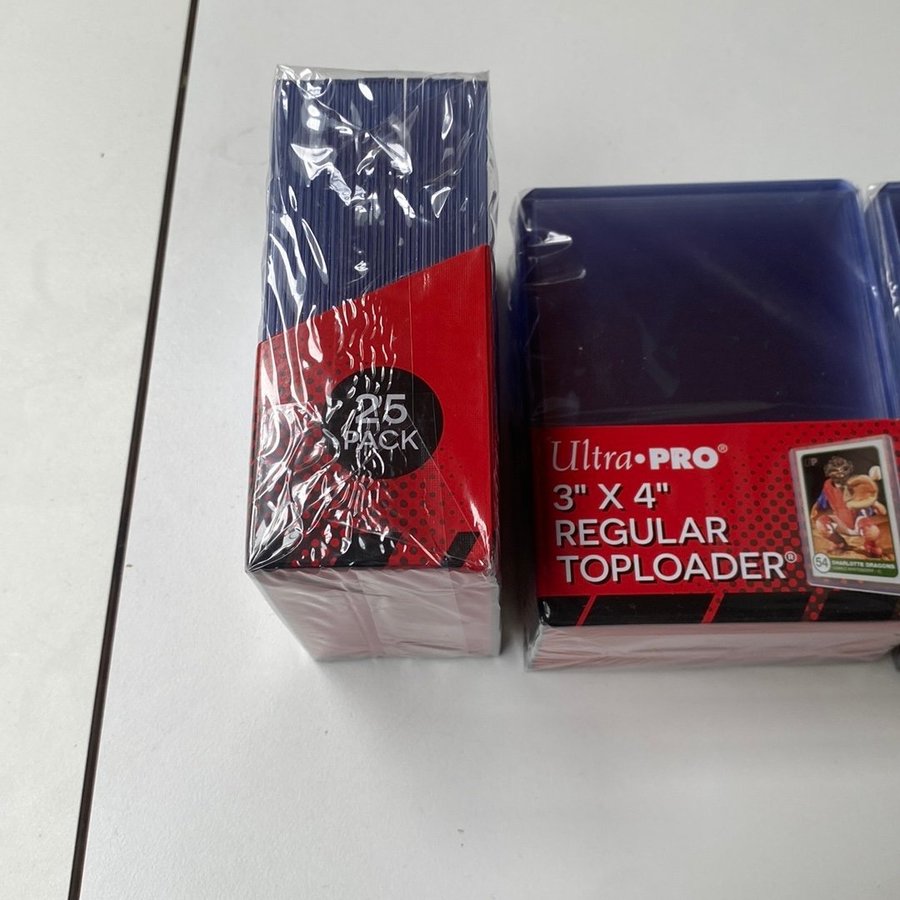 25
PACK
Ultra•PRO®
3" X 4"
REGULAR
TOPLOADER®
54
CHARLOTTE DRAGONS